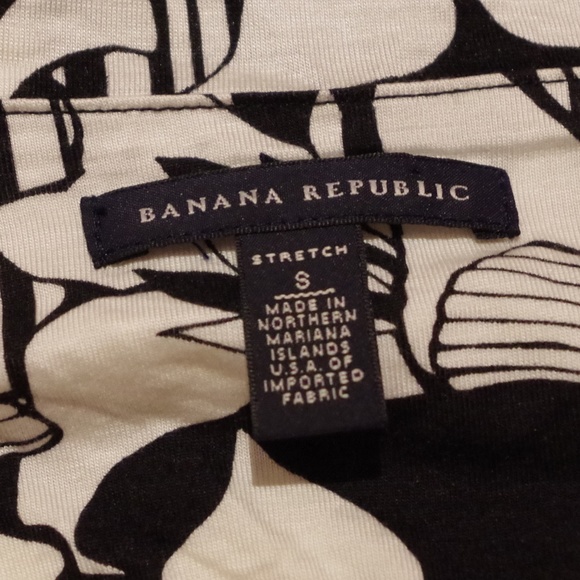 BANANA REPUBLIC
STRETCH
S
MADE IN
NORTHERN
MARIANA
ISLANDS
U.S.A. OF
IMPORTED
FABRIC